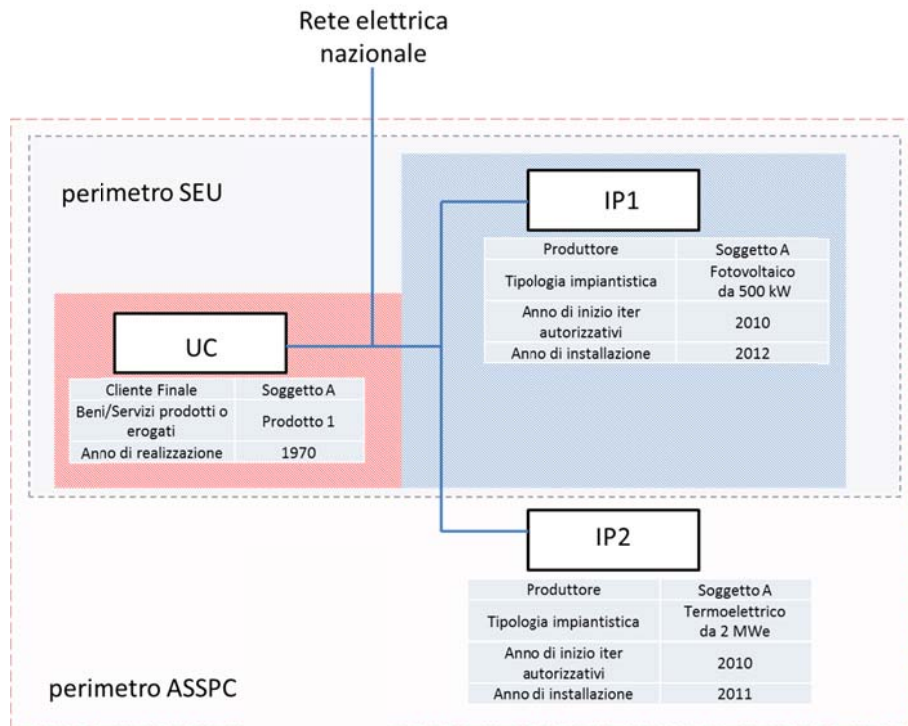 Rete elettrica
nazionale
perimetro SEU
IP1
Produttore Soggetto A
Tipologia impiantistica Fotovoltaico
da 500 kW
Anno di inizio iter
autorizzativi 2010
Anno di installazione 2012
UC
Cliente Finale Soggetto A
Beni/Servizi prodotti o
erogati Prodotto 1
Anno di realizzazione 1970
IP2
Produttore Soggetto A
Tipologia impiantistica Termoelettrico
da 2 MWe
Anno di inizio iter
autorizzativi 2010
Anno di installazione 2011
perimetro ASSPC